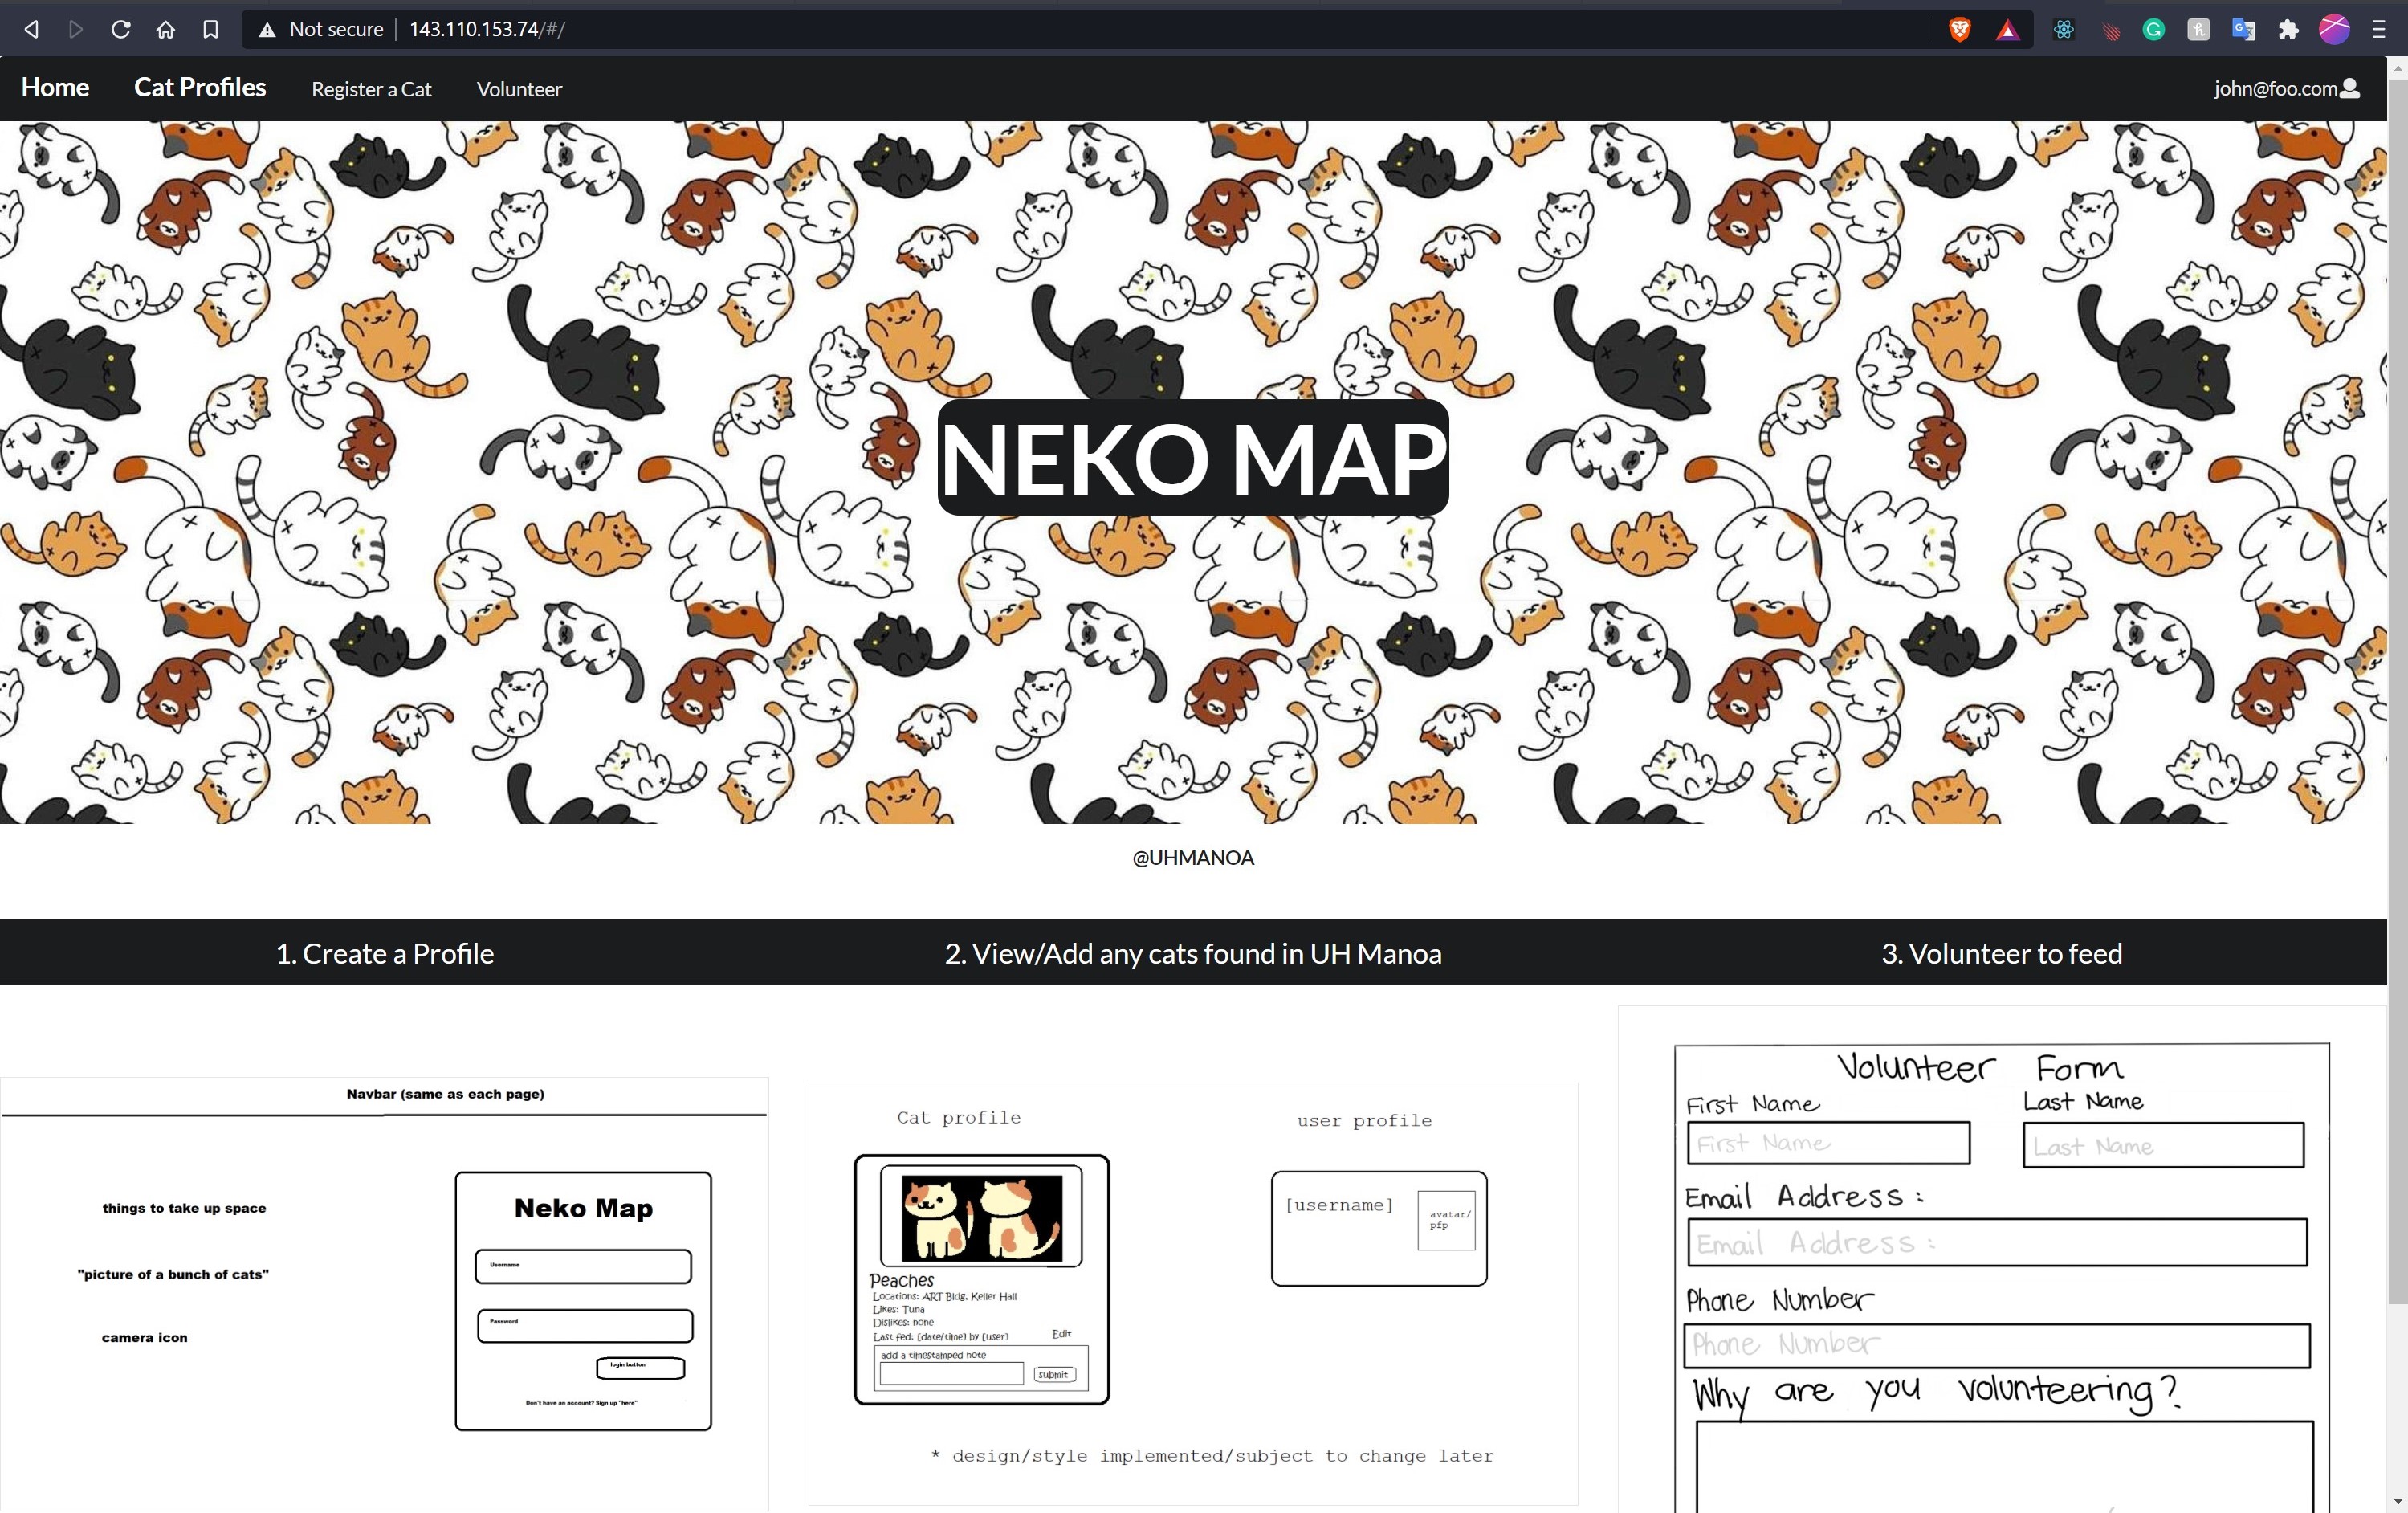 Not secure 143.110.153.74/#/
Home Cat Profiles Register a Cat Volunteer john@foo.com
NEKO MAP
@UHMANOA
1. Create a Profile 2. View/Add any cats found in UH Manoa 3. Volunteer to feed
Navbar (same as each page)
things to take up space
"picture of a bunch of cats"
camera icon
Neko Map
Username
Password
login button
Don't have an account? Sign up "here"
Cat profile
Peaches
Locations: ART Bldg, Keller Hall
Likes: Tuna
Dislikes: none
Last fed: [date/time] by [user] Edit
add a timestamped note
submit
user profile
[username]
avatar/
pfp
* design/style implemented/subject to change later
Volunteer Form
First Name Last Name
First Name Last Name
Email Address :
Email Address :
Phone Number
Phone Number
Why are you volunteering?